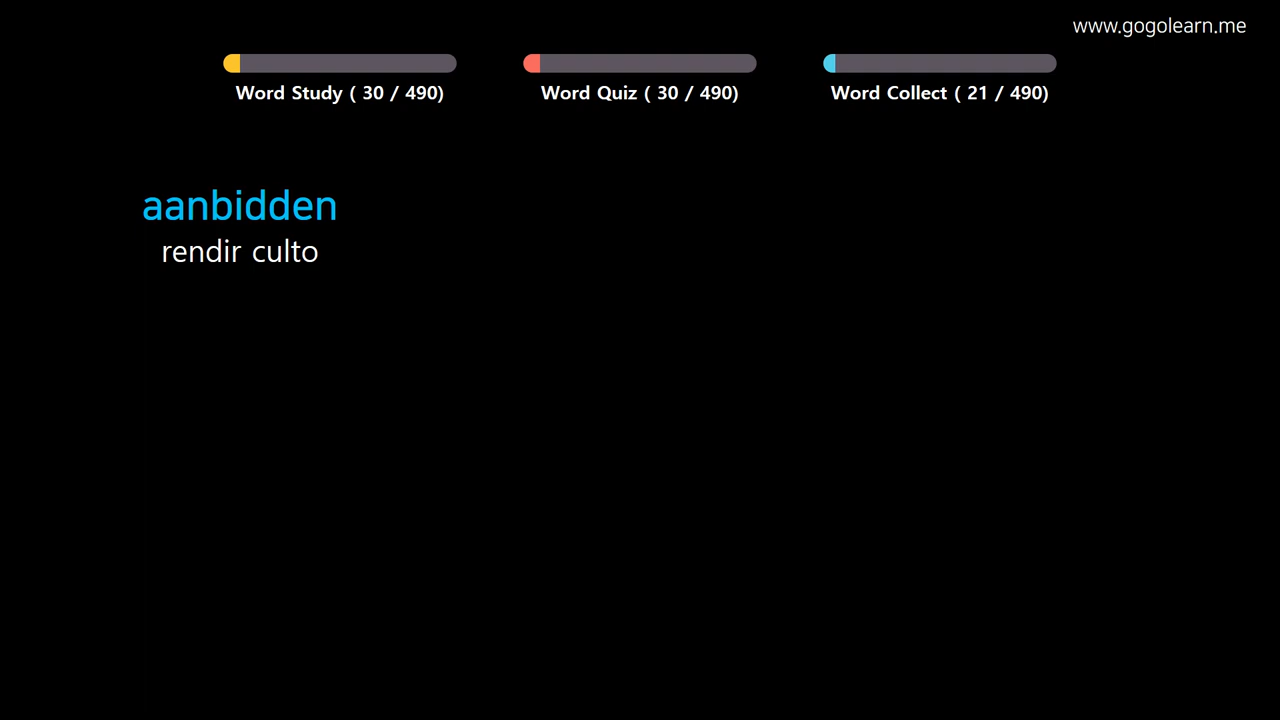 www.gogolearn.me
Word Study ( 30 / 490)
Word Quiz ( 30 / 490)
Word Collect ( 21 / 490)
aanbidden
rendir culto